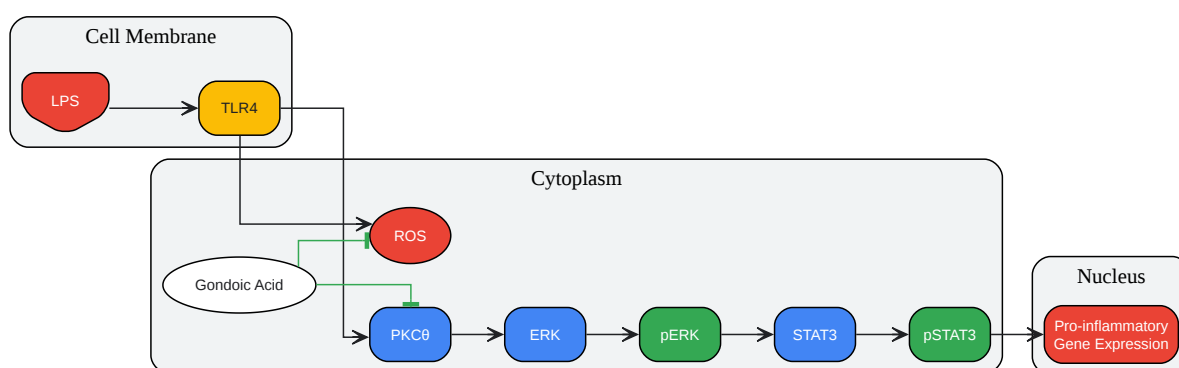 Cell Membrane
LPS
TLR4
Cytoplasm
ROS
Gondoic Acid
Nucleus
PKCθ
ERK
pERK
STAT3
pSTAT3
Pro-inflammatory
Gene Expression